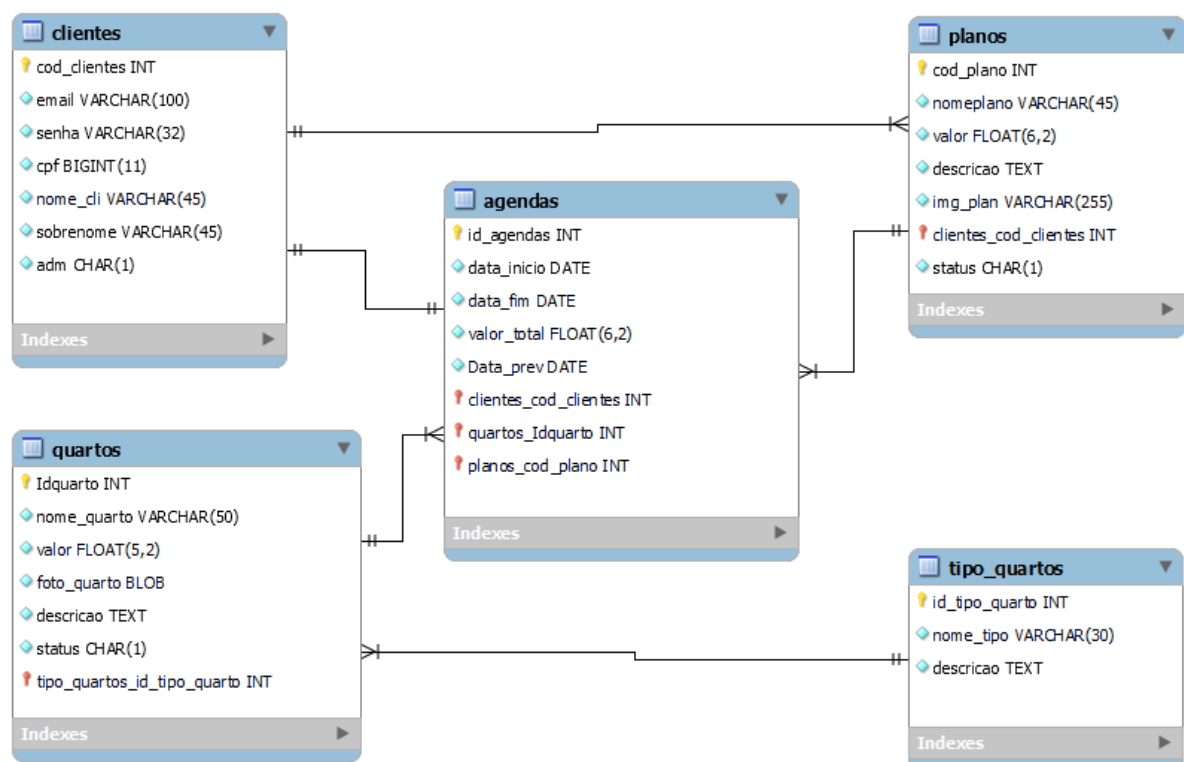 clientes
cod_clientes INT
email VARCHAR(100)
senha VARCHAR(32)
cpf BIGINT(11)
nome_cli VARCHAR(45)
sobrenome VARCHAR(45)
adm CHAR(1)
Indexes
planos
cod_plano INT
nomeplano VARCHAR(45)
valor FLOAT(6,2)
descricao TEXT
img_plan VARCHAR(255)
clientes_cod_clientes INT
status CHAR(1)
Indexes
agendas
id_agendas INT
data_inicio DATE
data_fim DATE
valor_total FLOAT(6,2)
Data_prev DATE
clientes_cod_clientes INT
quartos_Idquarto INT
planos_cod_plano INT
Indexes
quartos
Idquarto INT
nome_quarto VARCHAR(50)
valor FLOAT(5,2)
foto_quarto BLOB
descricao TEXT
status CHAR(1)
tipo_quartos_id_tipo_quarto INT
Indexes
tipo_quartos
id_tipo_quarto INT
nome_tipo VARCHAR(30)
descricao TEXT
Indexes